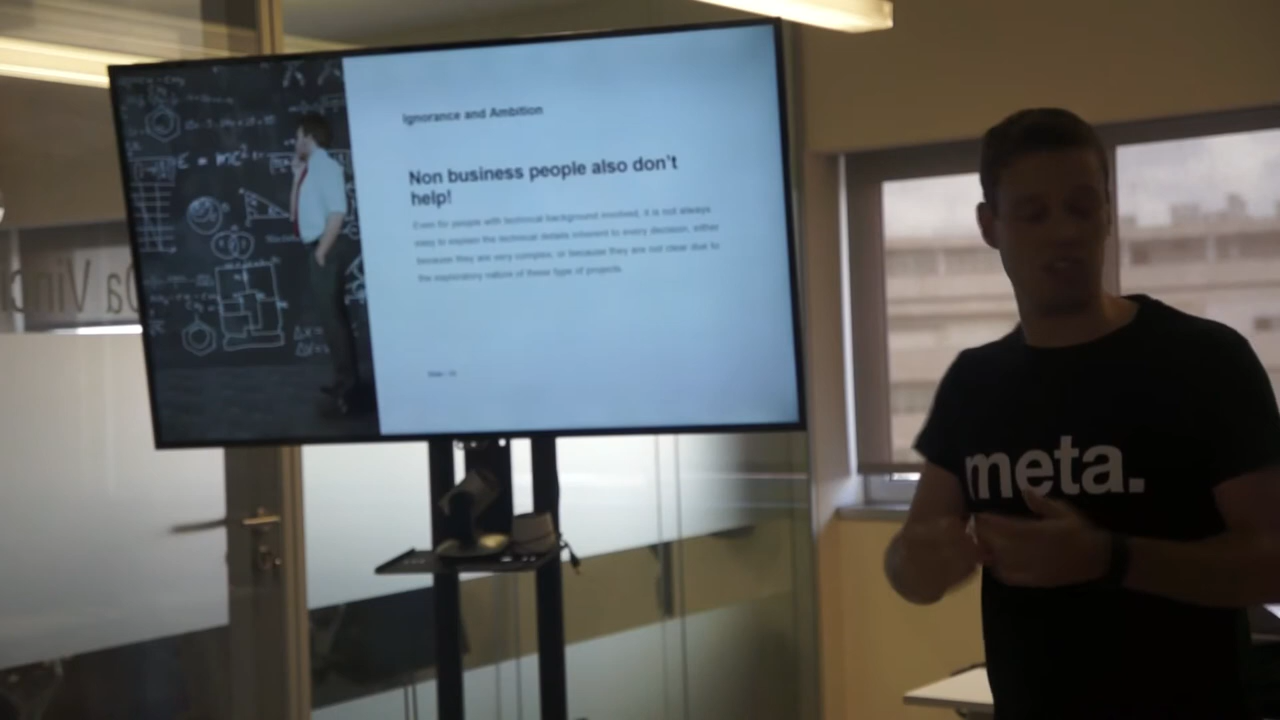 Ignorance and Ambition
Non business people also don't
help!
Even for people with technical background involved, it is not always
easy to explain the technical details inherent to every decision, either
because they are very complex, or because they are not clear due to
the exploratory nature of these type of projects.
E = mc²
meta.
Da Vinci